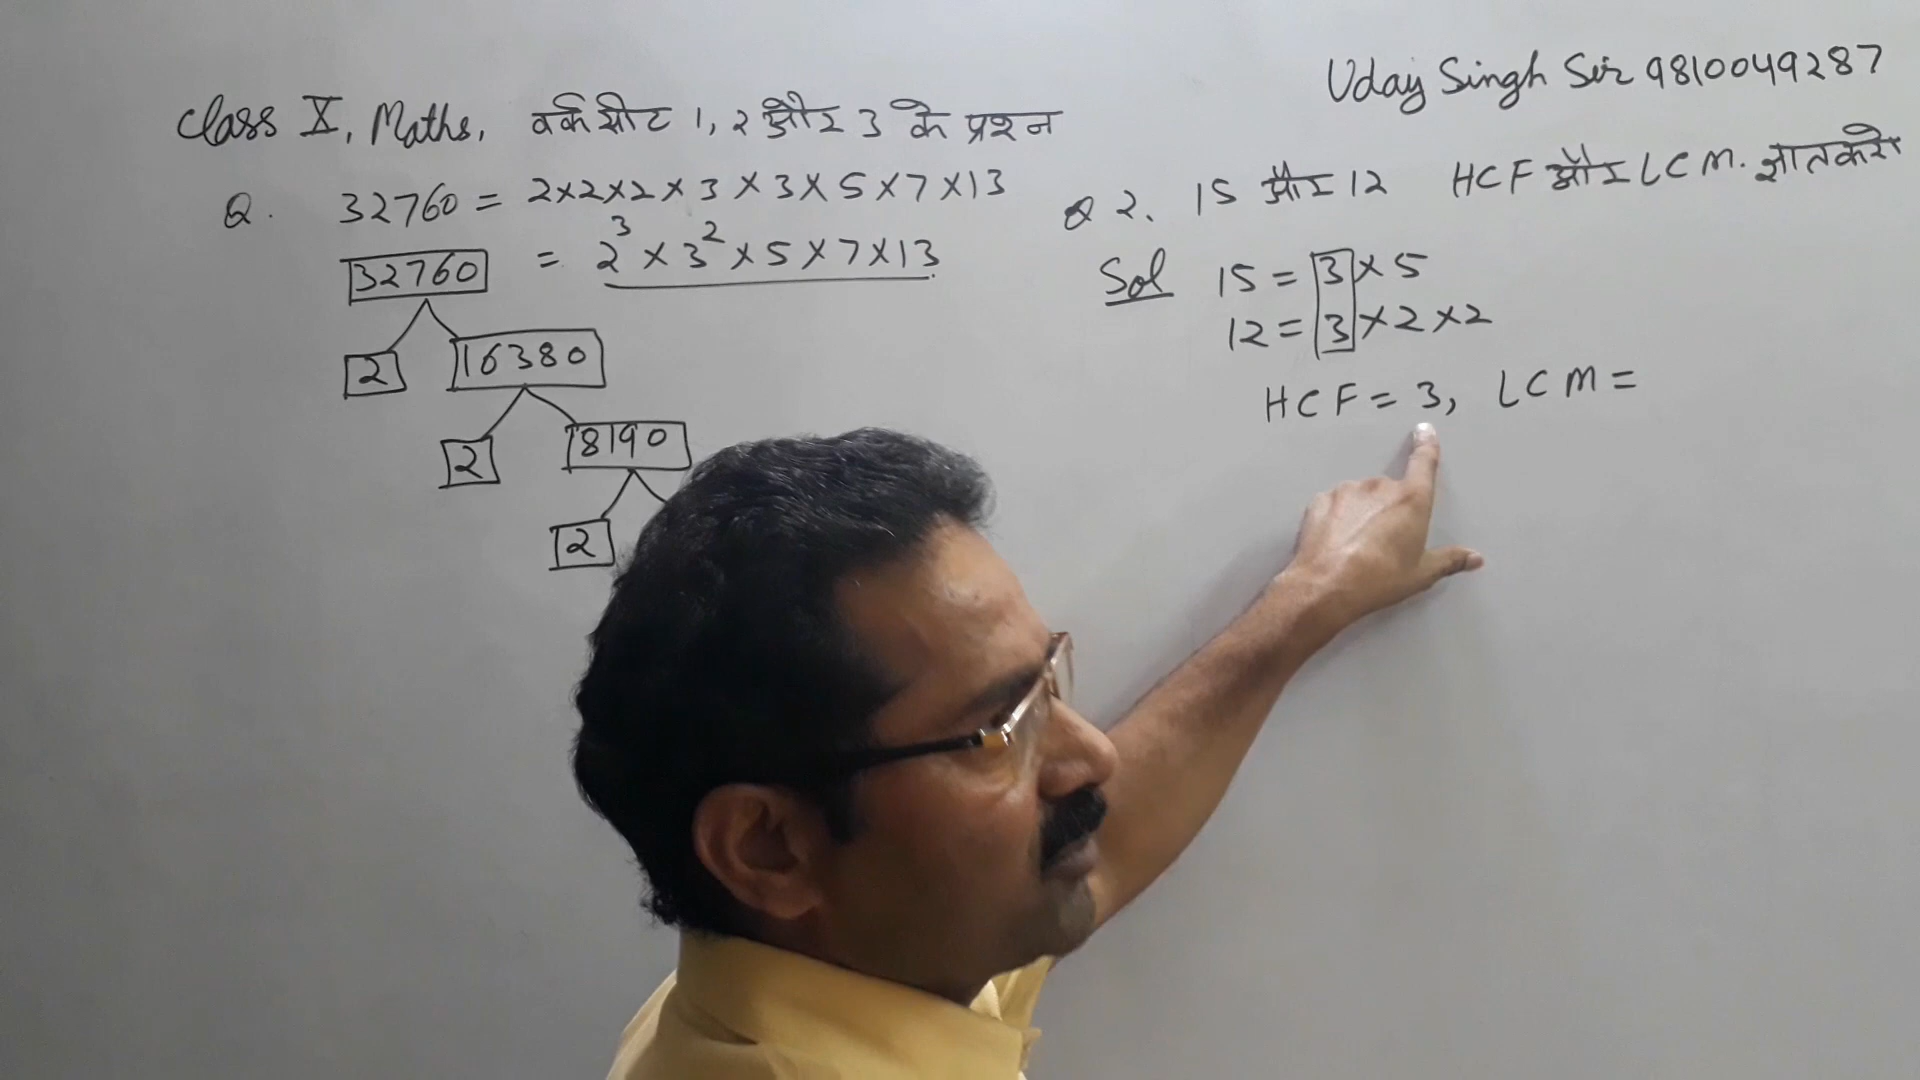 Uday Singh Sir 9810049287
Class X, Maths, वर्कशीट 1, 2 और 3 के प्रश्न
Q. 32760 = 2×2×2×3×3×5×7×13
= 2³×3²×5×7×13
32760
2 16380
2 8190
2
Q 2. 15 और 12 HCF और LCM. ज्ञात करो
Sol 15 = 3×5
12 = 3×2×2
HCF = 3, LCM =